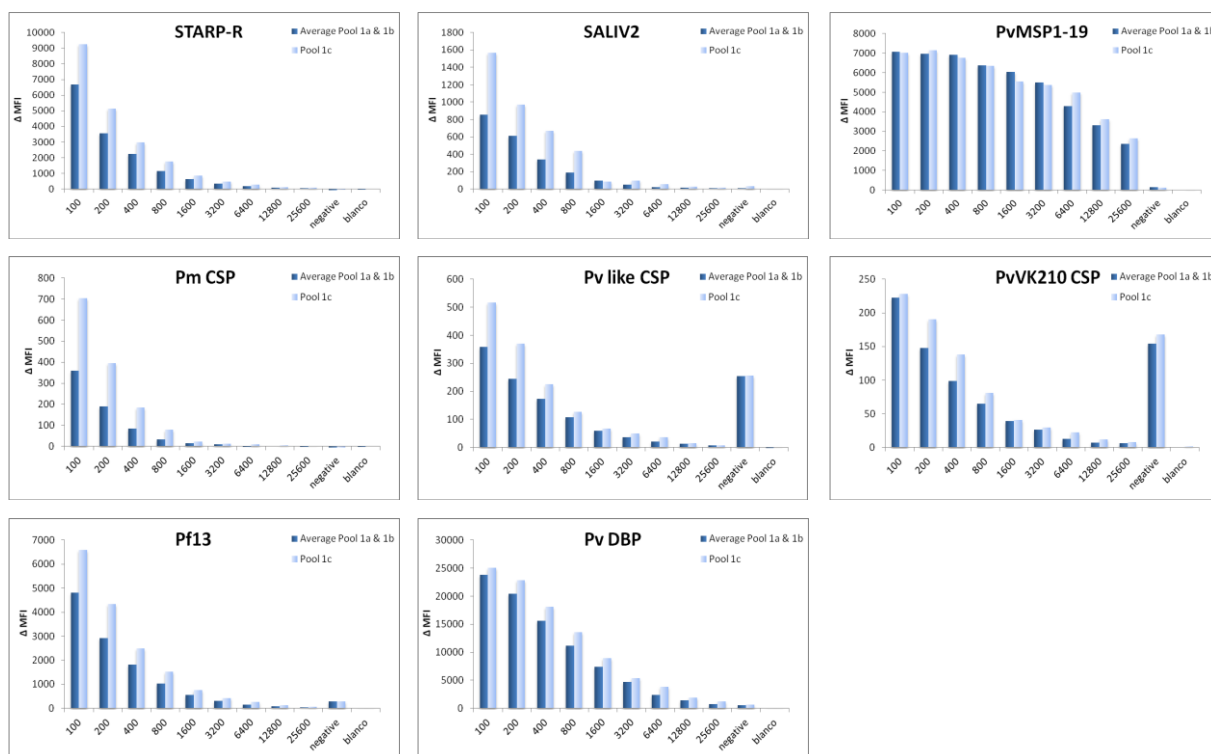 STARP-R
Average Pool 1a & 1b
Pool 1c
Δ MFI
10000
9000
8000
7000
6000
5000
4000
3000
2000
1000
0
100 200 400 800 1600 3200 6400 12800 25600 negative blanco
SALIV2
Average Pool 1a & 1b
Pool 1c
Δ MFI
1800
1600
1400
1200
1000
800
600
400
200
0
100 200 400 800 1600 3200 6400 12800 25600 negative blanco
PvMSP1-19
Average Pool 1a & 1b
Pool 1c
Δ MFI
8000
7000
6000
5000
4000
3000
2000
1000
0
100 200 400 800 1600 3200 6400 12800 25600 negative blanco
Pm CSP
Average Pool 1a & 1b
Pool 1c
Δ MFI
800
700
600
500
400
300
200
100
0
100 200 400 800 1600 3200 6400 12800 25600 negative blanco
Pv like CSP
Average Pool 1a & 1b
Pool 1c
Δ MFI
600
500
400
300
200
100
0
100 200 400 800 1600 3200 6400 12800 25600 negative blanco
PvVK210 CSP
Average Pool 1a & 1b
Pool 1c
Δ MFI
250
200
150
100
50
0
100 200 400 800 1600 3200 6400 12800 25600 negative blanco
Pf13
Average Pool 1a & 1b
Pool 1c
Δ MFI
7000
6000
5000
4000
3000
2000
1000
0
100 200 400 800 1600 3200 6400 12800 25600 negative blanco
Pv DBP
Average Pool 1a & 1b
Pool 1c
Δ MFI
30000
25000
20000
15000
10000
5000
0
100 200 400 800 1600 3200 6400 12800 25600 negative blanco